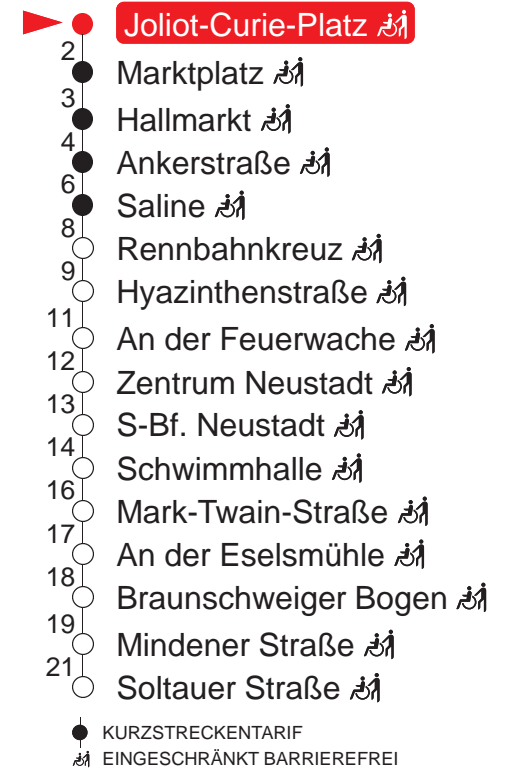 Joliot-Curie-Platz
2
Marktplatz
3
Hallmarkt
4
Ankerstraße
6
Saline
8
Rennbahnkreuz
9
Hyazinthenstraße
11
An der Feuerwache
12
Zentrum Neustadt
13
S-Bf. Neustadt
14
Schwimmhalle
16
Mark-Twain-Straße
17
An der Eselsmühle
18
Braunschweiger Bogen
19
Mindener Straße
21
Soltauer Straße
KURZSTRECKENTARIF
EINGESCHRÄNKT BARRIEREFREI